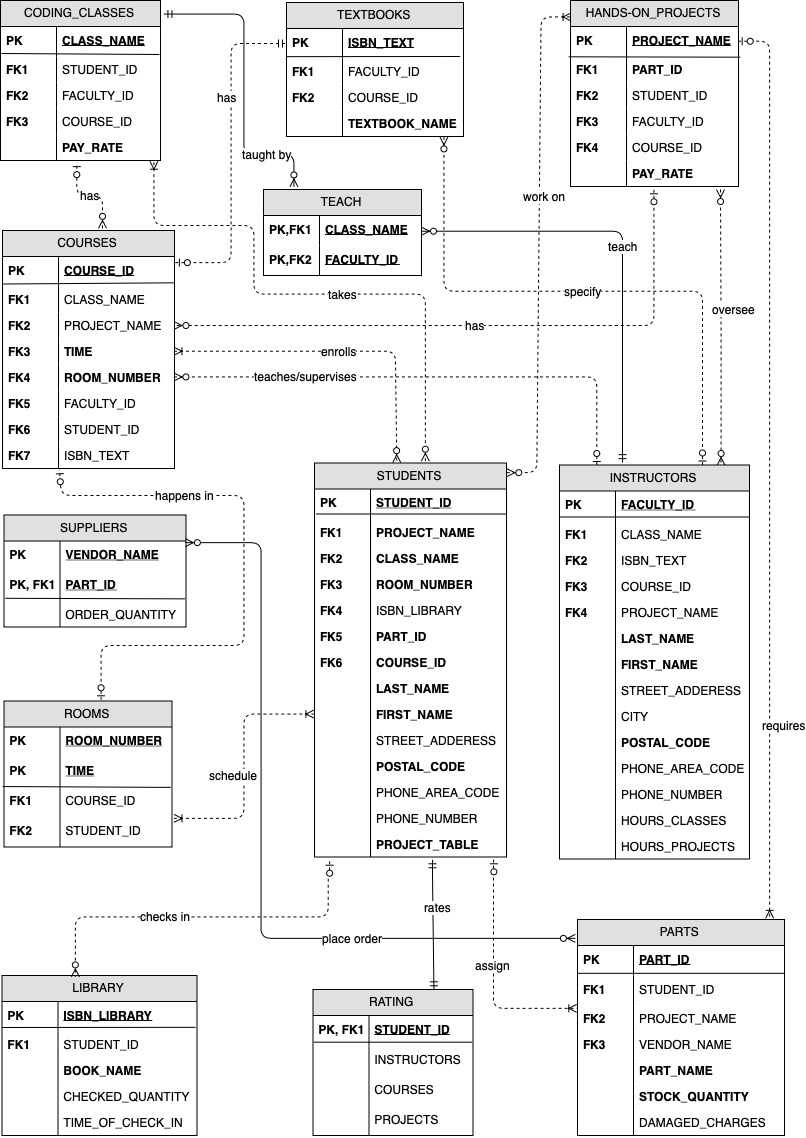 CODING_CLASSES
PK CLASS_NAME
FK1 STUDENT_ID
FK2 FACULTY_ID
FK3 COURSE_ID
PAY_RATE
TEXTBOOKS
PK ISBN_TEXT
FK1 FACULTY_ID
FK2 COURSE_ID
TEXTBOOK_NAME
HANDS-ON_PROJECTS
PK PROJECT_NAME
FK1 PART_ID
FK2 STUDENT_ID
FK3 FACULTY_ID
FK4 COURSE_ID
PAY_RATE
has
taught by
has
work on
TEACH
PK,FK1 CLASS_NAME
PK,FK2 FACULTY_ID
teach
COURSES
PK COURSE_ID
FK1 CLASS_NAME
FK2 PROJECT_NAME
FK3 TIME
FK4 ROOM_NUMBER
FK5 FACULTY_ID
FK6 STUDENT_ID
FK7 ISBN_TEXT
takes
specify
oversee
has
enrolls
teaches/supervises
happens in
SUPPLIERS
PK VENDOR_NAME
PK, FK1 PART_ID
ORDER_QUANTITY
STUDENTS
PK STUDENT_ID
FK1 PROJECT_NAME
FK2 CLASS_NAME
FK3 ROOM_NUMBER
FK4 ISBN_LIBRARY
FK5 PART_ID
FK6 COURSE_ID
LAST_NAME
FIRST_NAME
STREET_ADDERESS
POSTAL_CODE
PHONE_AREA_CODE
PHONE_NUMBER
PROJECT_TABLE
INSTRUCTORS
PK FACULTY_ID
FK1 CLASS_NAME
FK2 ISBN_TEXT
FK3 COURSE_ID
FK4 PROJECT_NAME
LAST_NAME
FIRST_NAME
STREET_ADDERESS
CITY
POSTAL_CODE
PHONE_AREA_CODE
PHONE_NUMBER
HOURS_CLASSES
HOURS_PROJECTS
ROOMS
PK ROOM_NUMBER
PK TIME
FK1 COURSE_ID
FK2 STUDENT_ID
schedule
requires
checks in
rates
place order
assign
LIBRARY
PK ISBN_LIBRARY
FK1 STUDENT_ID
BOOK_NAME
CHECKED_QUANTITY
TIME_OF_CHECK_IN
RATING
PK, FK1 STUDENT_ID
INSTRUCTORS
COURSES
PROJECTS
PARTS
PK PART_ID
FK1 STUDENT_ID
FK2 PROJECT_NAME
FK3 VENDOR_NAME
PART_NAME
STOCK_QUANTITY
DAMAGED_CHARGES